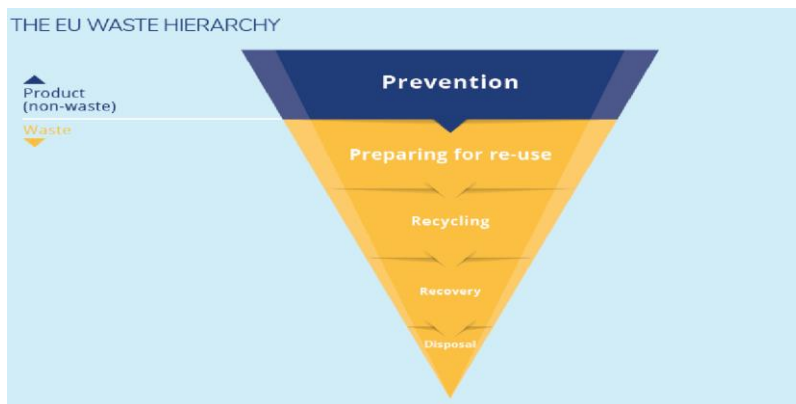 THE EU WASTE HIERARCHY
Prevention
Product
(non-waste)
Waste
Preparing for re-use
Recycling
Recovery
Disposal